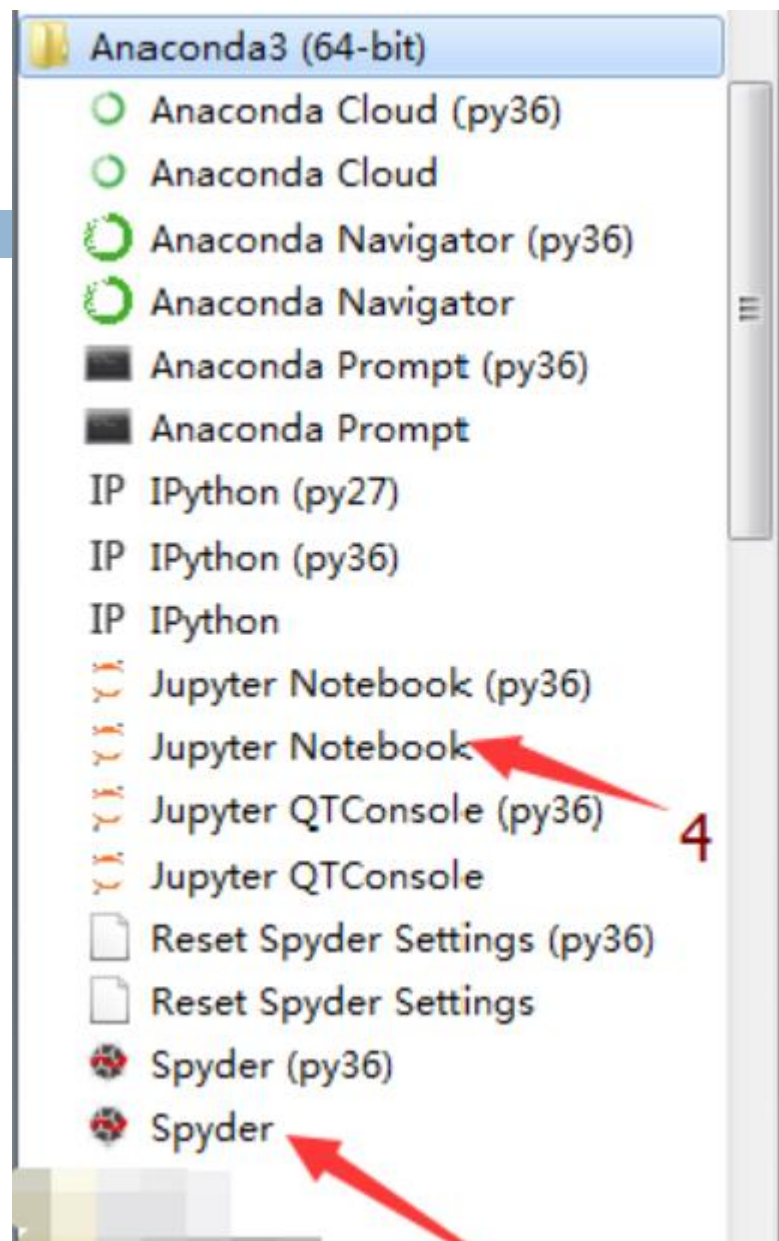 Anaconda3 (64-bit)
Anaconda Cloud (py36)
Anaconda Cloud
Anaconda Navigator (py36)
Anaconda Navigator
Anaconda Prompt (py36)
Anaconda Prompt
IP IPython (py27)
IP IPython (py36)
IP IPython
Jupyter Notebook (py36)
Jupyter Notebook
Jupyter QTConsole (py36)
4
Jupyter QTConsole
Reset Spyder Settings (py36)
Reset Spyder Settings
Spyder (py36)
Spyder